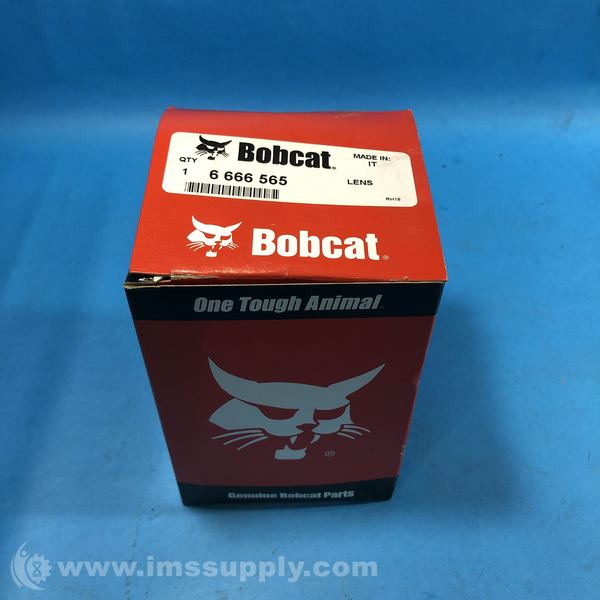 Bobcat®
MADE IN:
IT
QTY
1
6 666 565
LENS
RH18
Bobcat®
One Tough Animal™
®
Genuine Bobcat Parts
www.imssupply.com